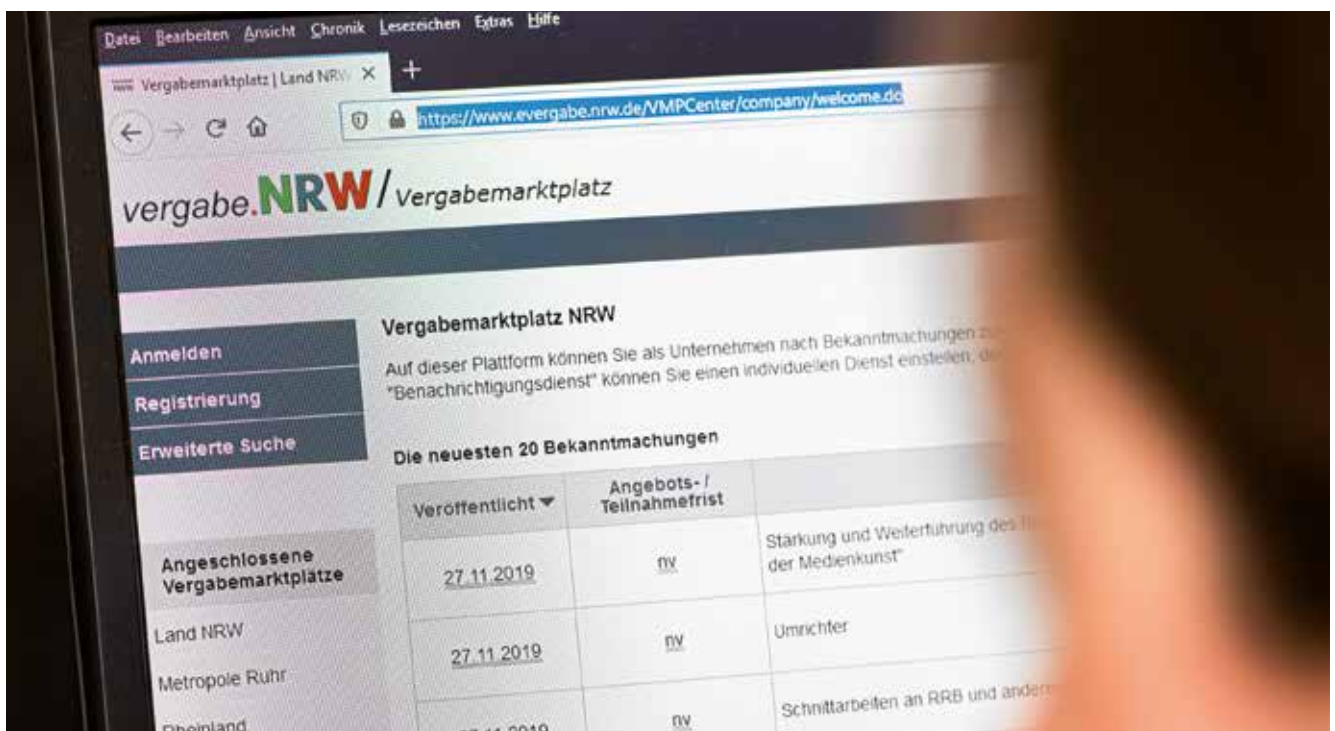 Datei Bearbeiten Ansicht Chronik Lesezeichen Extras Hilfe
Vergabemarktplatz | Land NRW × +
https://www.evergabe.nrw.de/VMPCenter/company/welcome.do
vergabe.NRW/Vergabemarktplatz
Anmelden
Registrierung
Erweiterte Suche
Angeschlossene
Vergabemarktplätze
Land NRW
Metropole Ruhr
Rheinland
Vergabemarktplatz NRW
Auf dieser Plattform können Sie als Unternehmen nach Bekanntmachungen
"Benachrichtigungsdienst" können Sie einen individuellen Dienst einstellen,
Die neuesten 20 Bekanntmachungen
Veröffentlicht ▼
Angebots- /
Teilnahmefrist
27.11.2019
nv
Stärkung und Weiterführung des
der Medienkunst"
27.11.2019
nv
Umrichter
27.11.2019
nv
Schnittarbeiten an RRB und